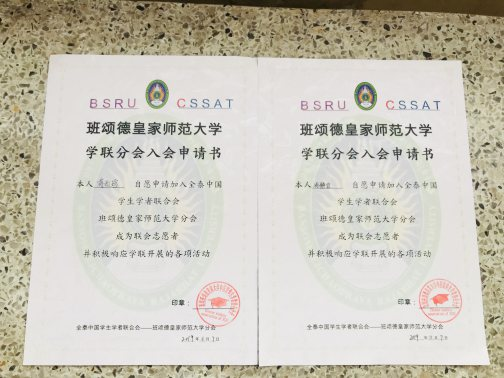 BSRU CSSAT
班颂德皇家师范大学
学联分会入会申请书
本人 自愿申请加入全泰中国
学生学者联合会
班颂德皇家师范大学分会
成为联会志愿者
并积极响应学联开展的各项活动
印章：
全泰中国学生学者联合会——班颂德皇家师范大学分会
BSRU CSSAT
班颂德皇家师范大学
学联分会入会申请书
本人 自愿申请加入全泰中国
学生学者联合会
班颂德皇家师范大学分会
成为联会志愿者
并积极响应学联开展的各项活动
印章：
全泰中国学生学者联合会——班颂德皇家师范大学分会